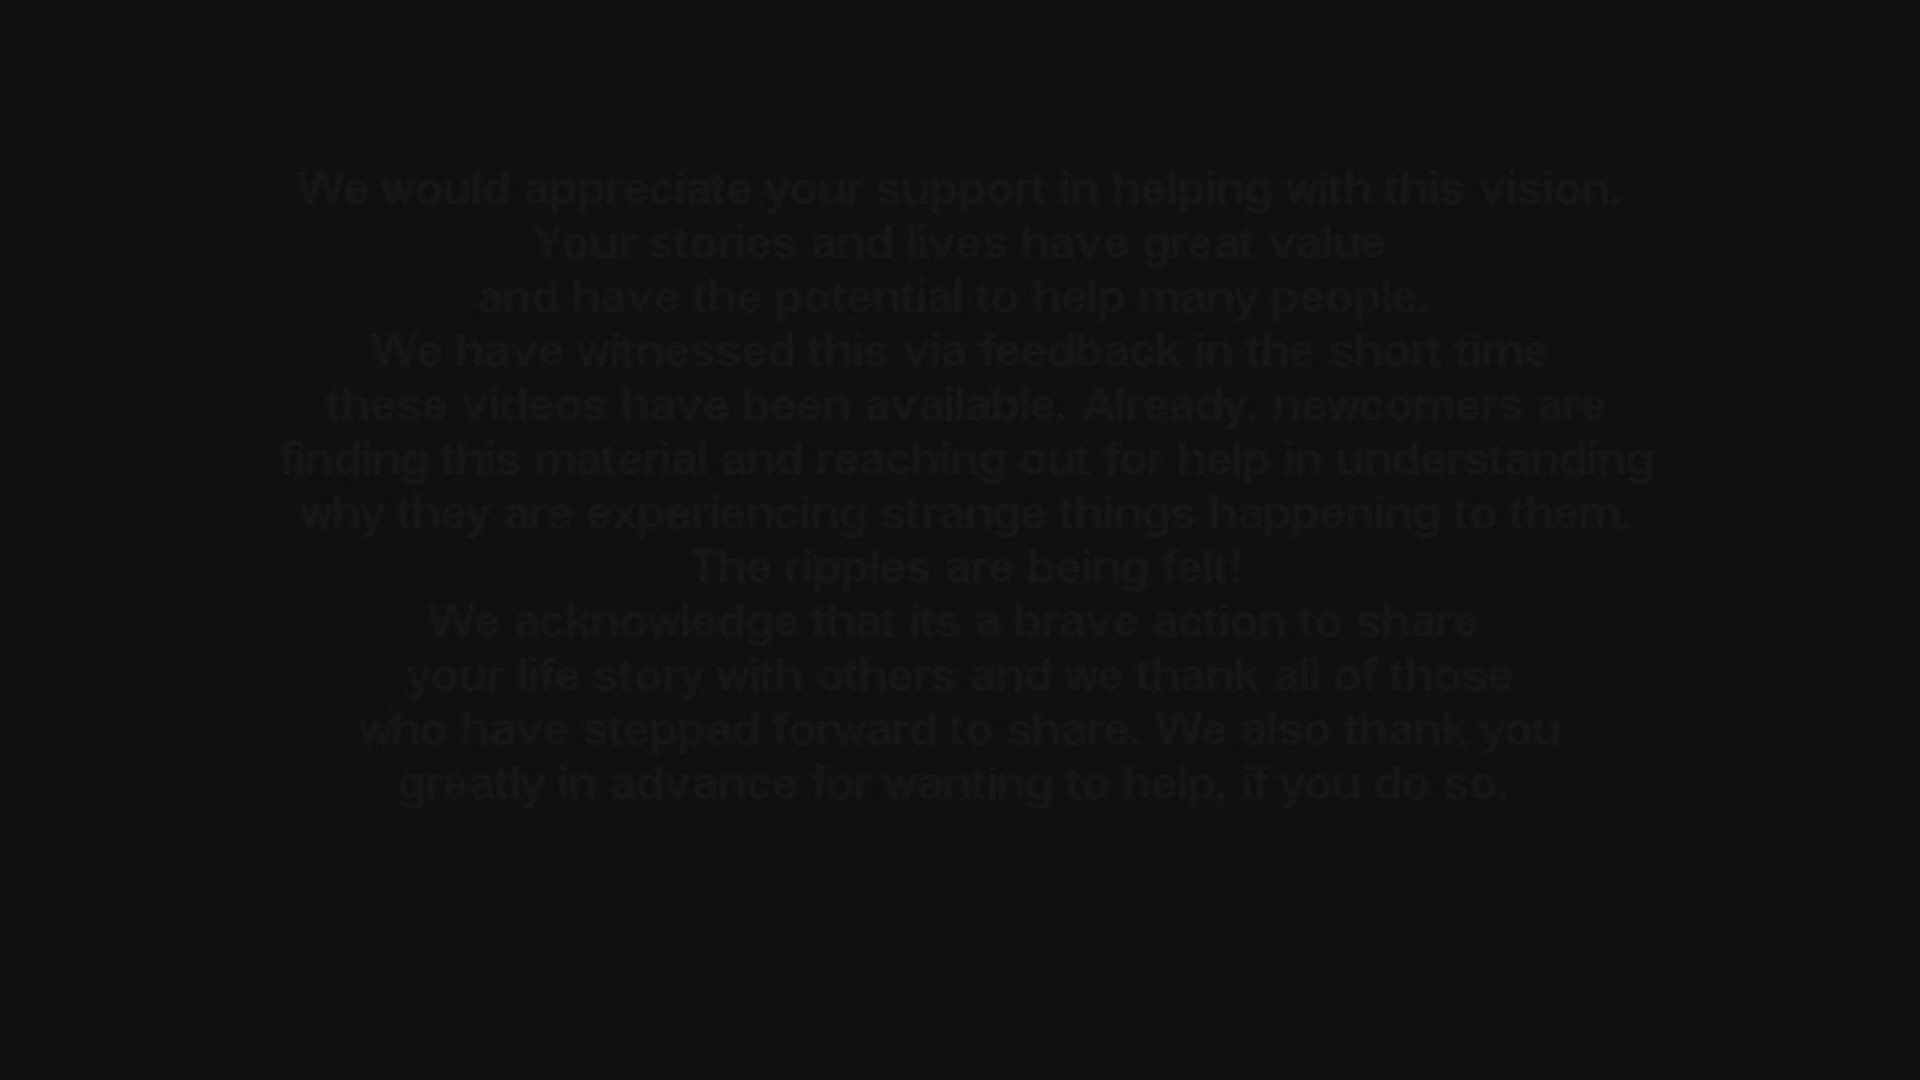 We would appreciate your support in helping with this vision.
Your stories and lives have great value
and have the potential to help many people.
We have witnessed this via feedback in the short time
these videos have been available. Already, newcomers are
finding this material and reaching out for help in understanding
why they are experiencing strange things happening to them.
The ripples are being felt!
We acknowledge that its a brave action to share
your life story with others and we thank all of those
who have stepped forward to share. We also thank you
greatly in advance for wanting to help, if you do so.